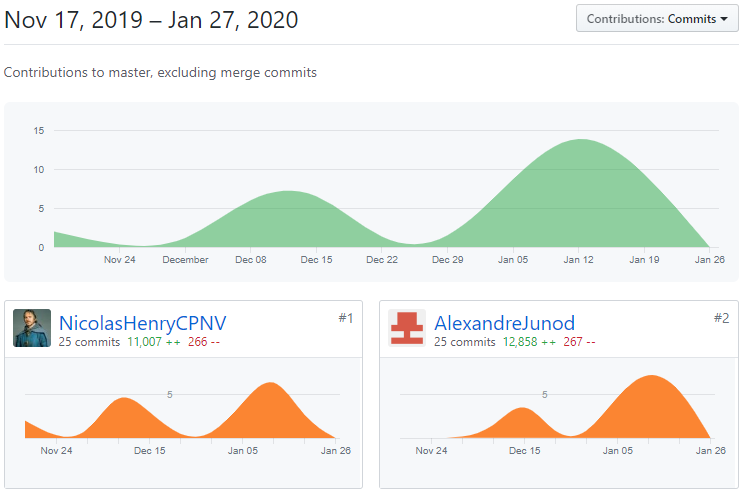 Nov 17, 2019 – Jan 27, 2020
Contributions: Commits
Contributions to master, excluding merge commits
15
10
5
0
Nov 24 December Dec 08 Dec 15 Dec 22 Dec 29 Jan 05 Jan 12 Jan 19 Jan 26
NicolasHenryCPNV #1
25 commits 11,007 ++ 266 --
5
Nov 24 Dec 15 Jan 05 Jan 26
AlexandreJunod #2
25 commits 12,858 ++ 267 --
5
Nov 24 Dec 15 Jan 05 Jan 26